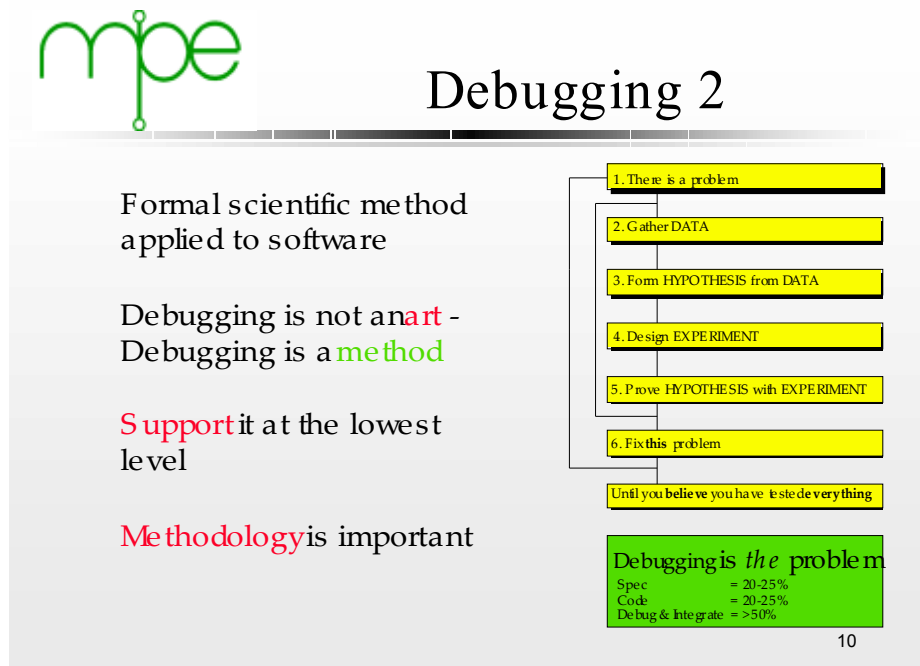 mpe
Debugging 2
Formal scientific method
applied to software
Debugging is not an art -
Debugging is a method
Support it at the lowest
level
Methodology is important
1. There is a problem
2. Gather DATA
3. Form HYPOTHESIS from DATA
4. Design EXPERIMENT
5. Prove HYPOTHESIS with EXPERIMENT
6. Fix this problem
Until you believe you have tested everything
Debugging is the problem
Spec = 20-25%
Code = 20-25%
Debug & Integrate = >50%
10